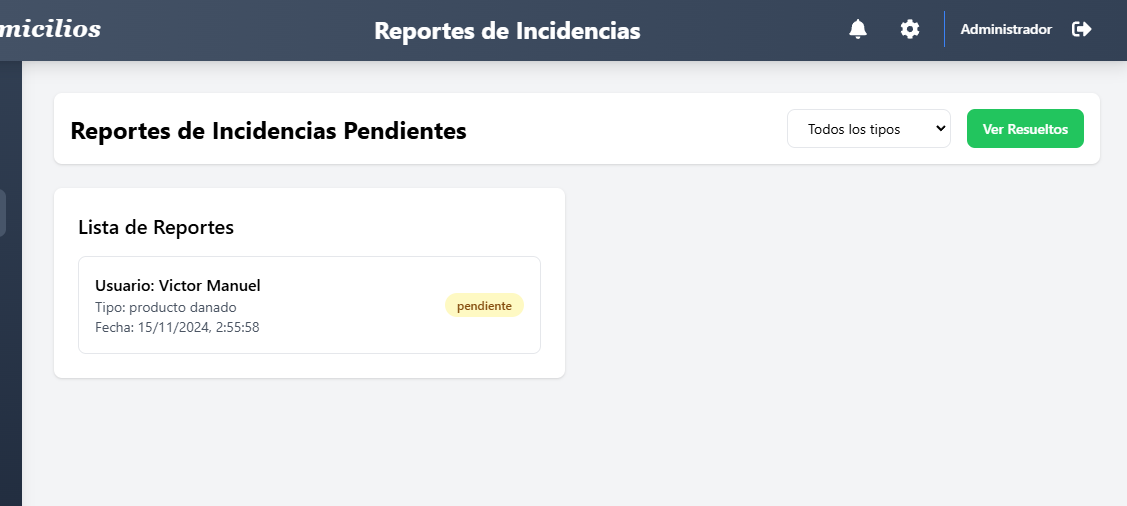 micilios
Reportes de Incidencias
Administrador
Reportes de Incidencias Pendientes
Todos los tipos
Ver Resueltos
Lista de Reportes
Usuario: Victor Manuel
Tipo: producto danado
Fecha: 15/11/2024, 2:55:58
pendiente